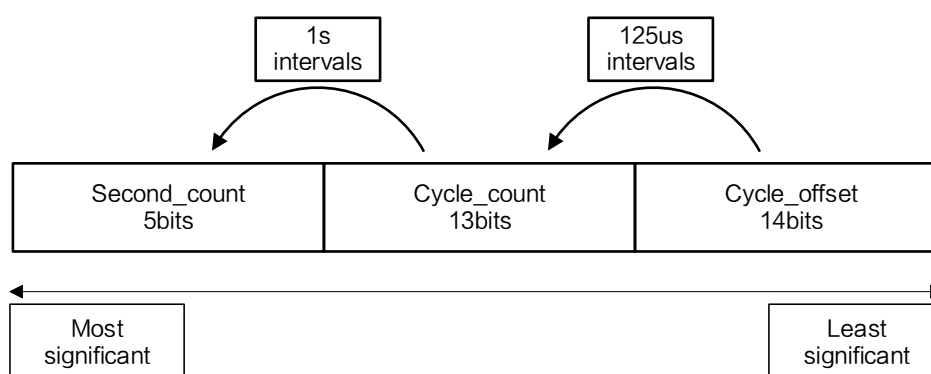 1s
intervals
125us
intervals
Second_count
5bits
Cycle_count
13bits
Cycle_offset
14bits
Most
significant
Least
significant